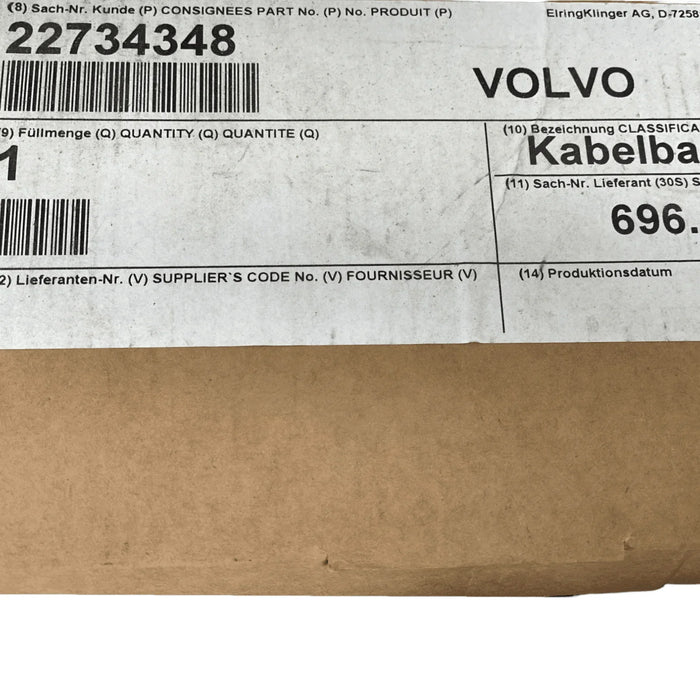 (8) Sach-Nr. Kunde (P) CONSIGNEES PART No. (P) No. PRODUIT (P)
ElringKlinger AG, D-7258
22734348
VOLVO
9) Füllmenge (Q) QUANTITY (Q) QUANTITE (Q)
1
(10) Bezeichnung CLASSIFICA
Kabelba
(11) Sach-Nr. Lieferant (30S) S
696.
2) Lieferanten-Nr. (V) SUPPLIER`S CODE No. (V) FOURNISSEUR (V)
(14) Produktionsdatum